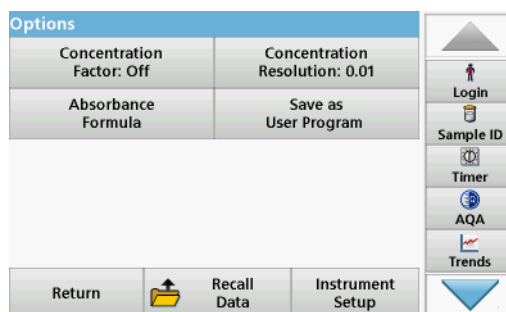 Options
Concentration
Factor: Off
Concentration
Resolution: 0.01
Absorbance
Formula
Save as
User Program
Login
Sample ID
Timer
AQA
Trends
Return
Recall
Data
Instrument
Setup